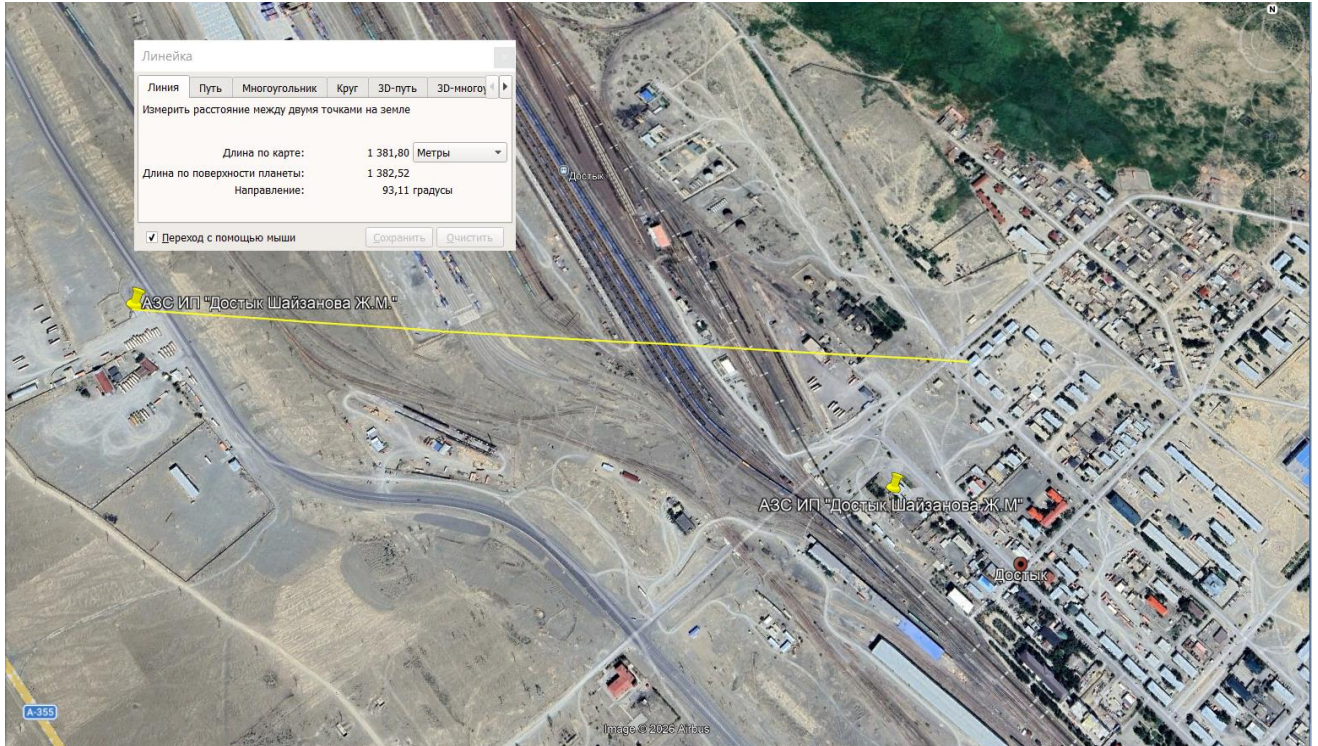 N
Линейка
Линия Путь Многоугольник Круг 3D-путь 3D-многоу
Измерить расстояние между двумя точками на земле
Длина по карте: 1 381,80 Метры
Длина по поверхности планеты: 1 382,52
Направление: 93,11 градусы
Переход с помощью мыши Сохранить Очистить
Достык
АЗС ИП "Достык Шайзанова Ж.М."
АЗС ИП "Достык Шайзанова Ж.М"
Достык
A-355
Image © 2025 Airbus